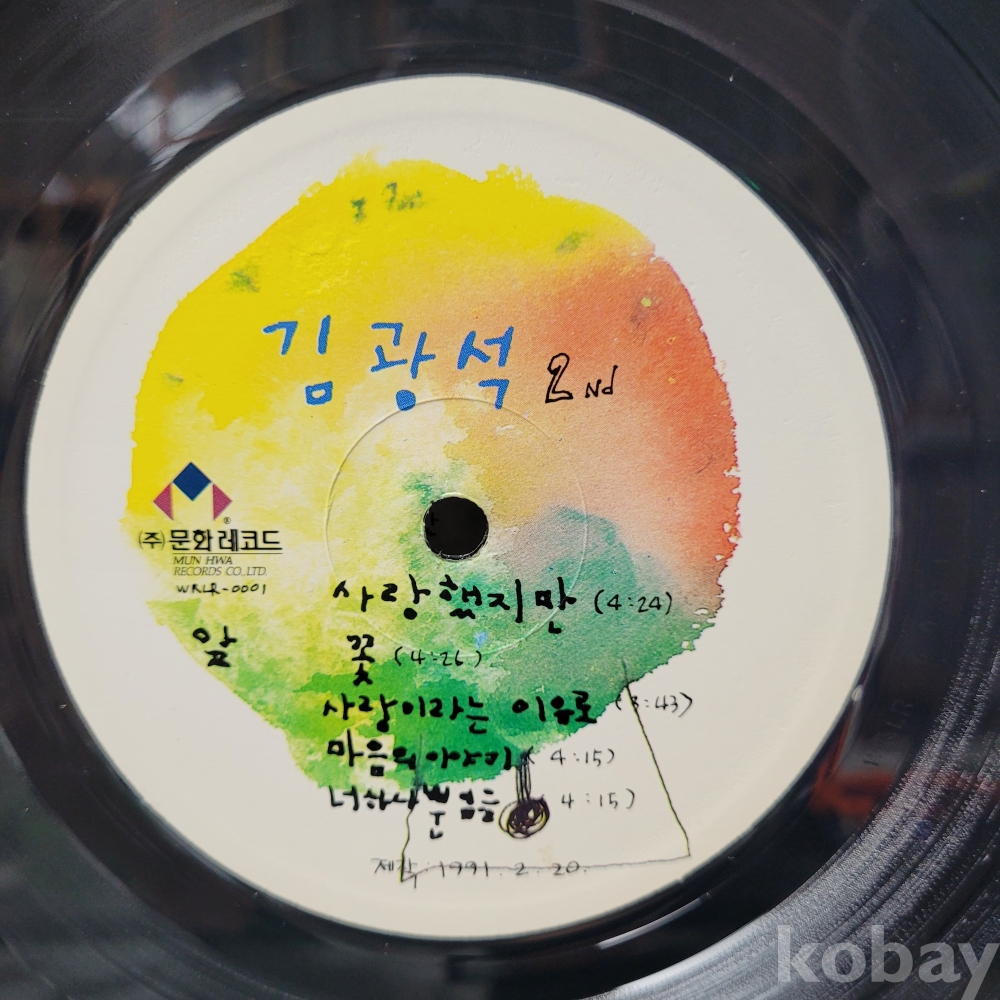 김광석 2nd
®
(주)문화레코드
MUN HWA
RECORDS CO.,LTD.
WRLR-0001
앞
사랑했지만 (4:24)
꽃 (4:26)
사랑이라는 이유로 (3:43)
마음의 이야기 (4:15)
너하나뿐임을 (4:15)
제작:1991.2.20.
kobay